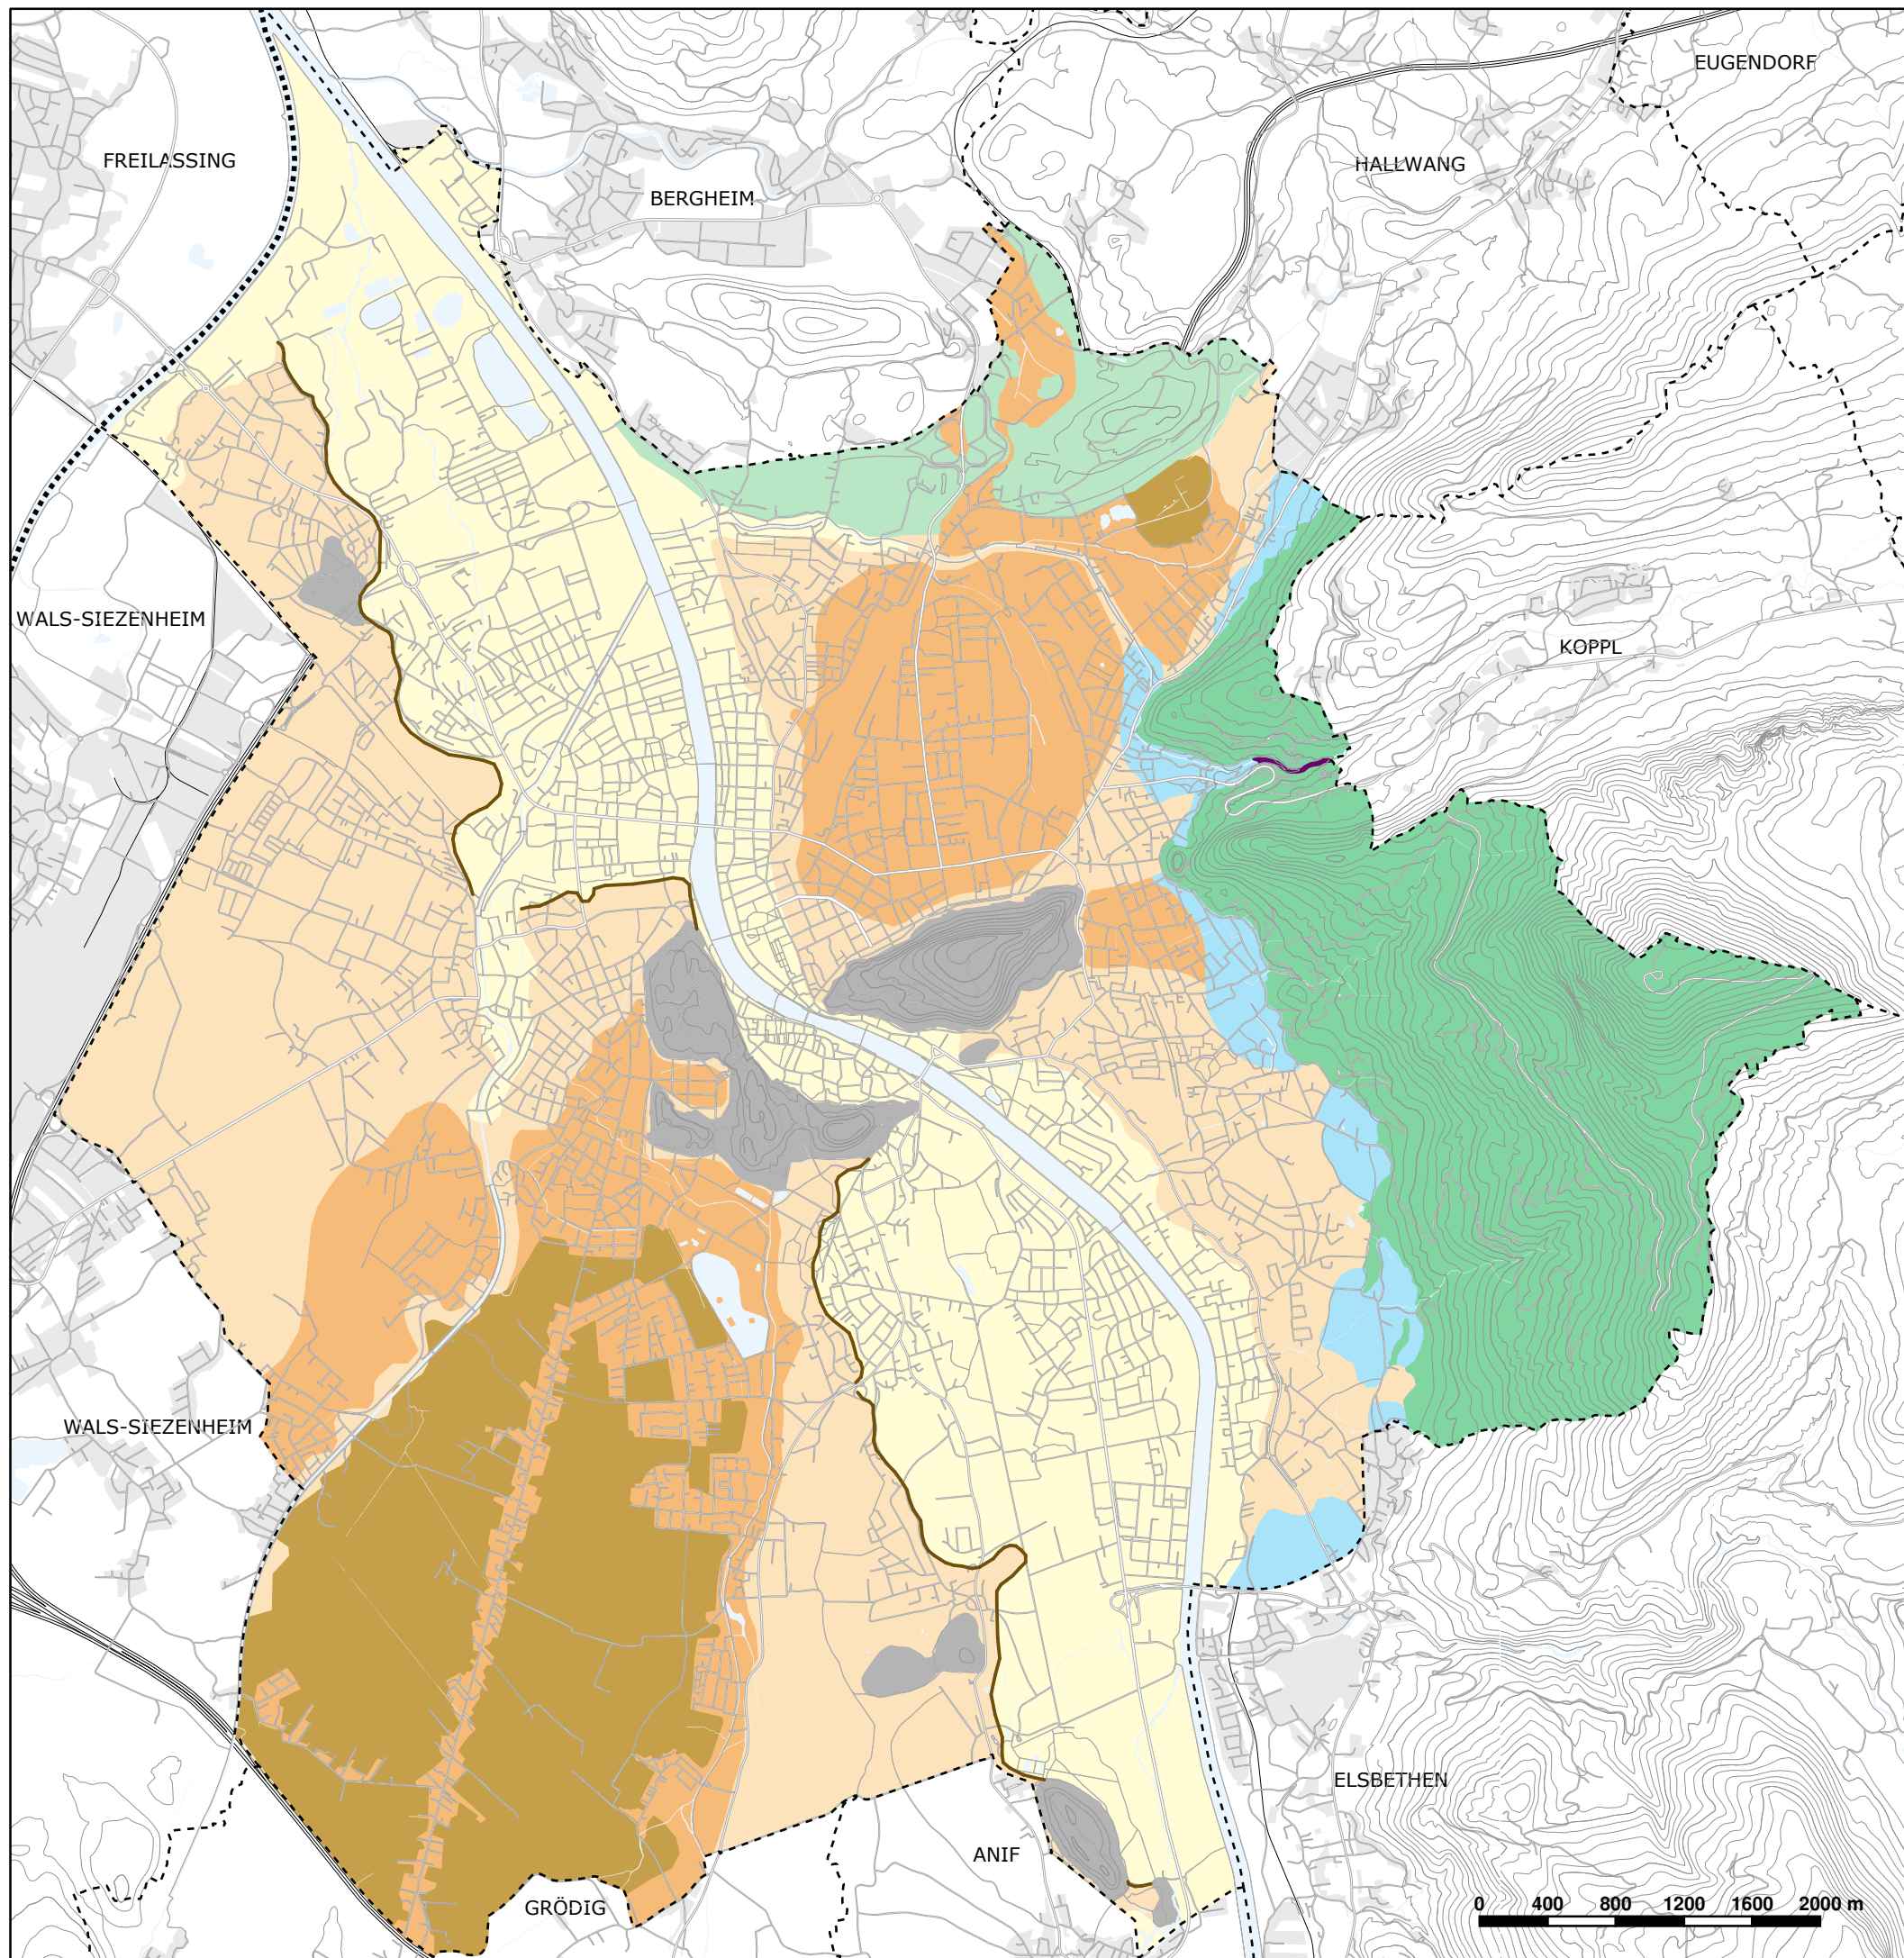 EUGENDORF
FREILASSING
HALLWANG
BERGHEIM
WALS-SIEZENHEIM
KOPPL
WALS-SIEZENHEIM
ELSBETHEN
ANIF
GRÖDIG
0 400 800 1200 1600 2000 m